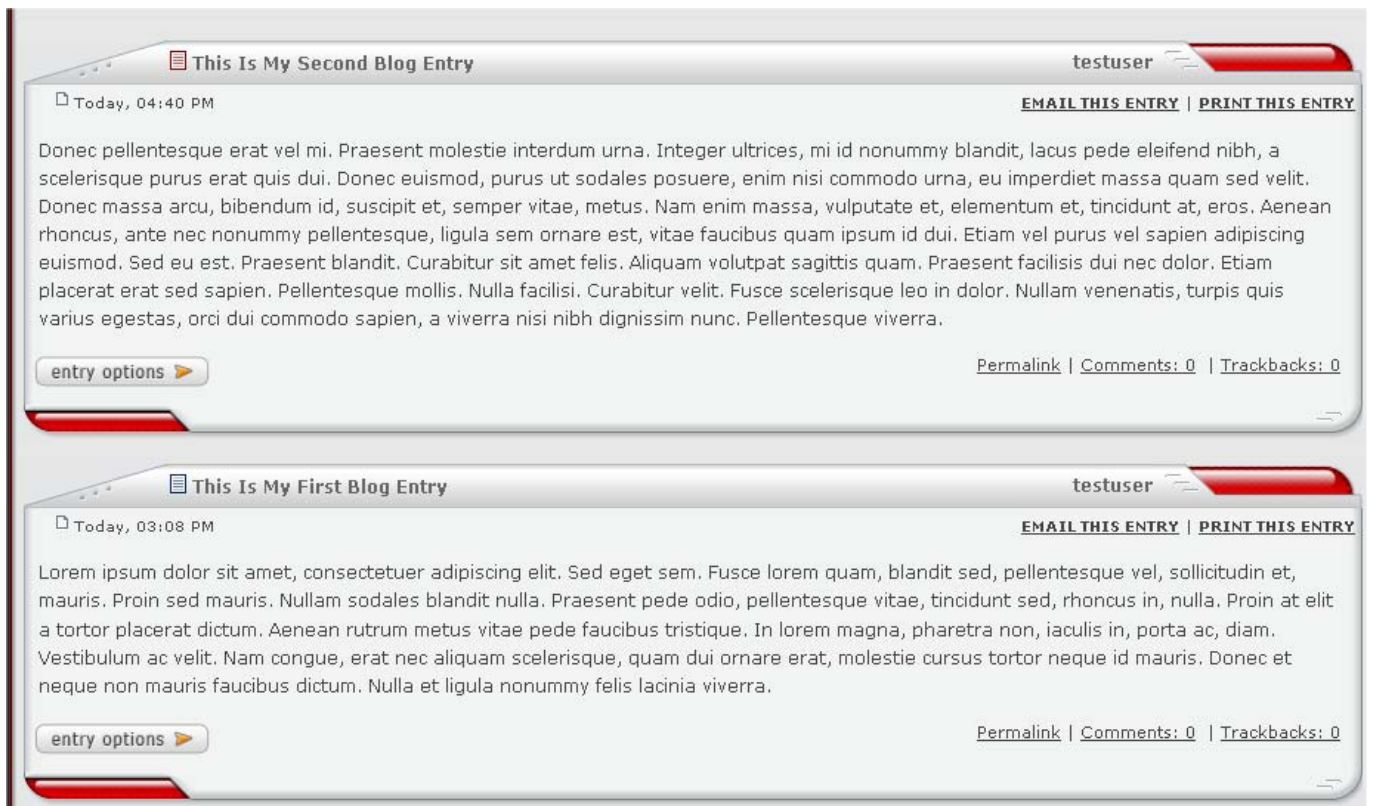 This Is My Second Blog Entry testuser
Today, 04:40 PM EMAIL THIS ENTRY | PRINT THIS ENTRY
Donec pellentesque erat vel mi. Praesent molestie interdum urna. Integer ultrices, mi id nonummy blandit, lacus pede eleifend nibh, a
scelerisque purus erat quis dui. Donec euismod, purus ut sodales posuere, enim nisi commodo urna, eu imperdiet massa quam sed velit.
Donec massa arcu, bibendum id, suscipit et, semper vitae, metus. Nam enim massa, vulputate et, elementum et, tincidunt at, eros. Aenean
rhoncus, ante nec nonummy pellentesque, ligula sem ornare est, vitae faucibus quam ipsum id dui. Etiam vel purus vel sapien adipiscing
euismod. Sed eu est. Praesent blandit. Curabitur sit amet felis. Aliquam volutpat sagittis quam. Praesent facilisis dui nec dolor. Etiam
placerat erat sed sapien. Pellentesque mollis. Nulla facilisi. Curabitur velit. Fusce scelerisque leo in dolor. Nullam venenatis, turpis quis
varius egestas, orci dui commodo sapien, a viverra nisi nibh dignissim nunc. Pellentesque viverra.
entry options Permalink | Comments: 0 | Trackbacks: 0
This Is My First Blog Entry testuser
Today, 03:08 PM EMAIL THIS ENTRY | PRINT THIS ENTRY
Lorem ipsum dolor sit amet, consectetuer adipiscing elit. Sed eget sem. Fusce lorem quam, blandit sed, pellentesque vel, sollicitudin et,
mauris. Proin sed mauris. Nullam sodales blandit nulla. Praesent pede odio, pellentesque vitae, tincidunt sed, rhoncus in, nulla. Proin at elit
a tortor placerat dictum. Aenean rutrum metus vitae pede faucibus tristique. In lorem magna, pharetra non, iaculis in, porta ac, diam.
Vestibulum ac velit. Nam congue, erat nec aliquam scelerisque, quam dui ornare erat, molestie cursus tortor neque id mauris. Donec et
neque non mauris faucibus dictum. Nulla et ligula nonummy felis lacinia viverra.
entry options Permalink | Comments: 0 | Trackbacks: 0